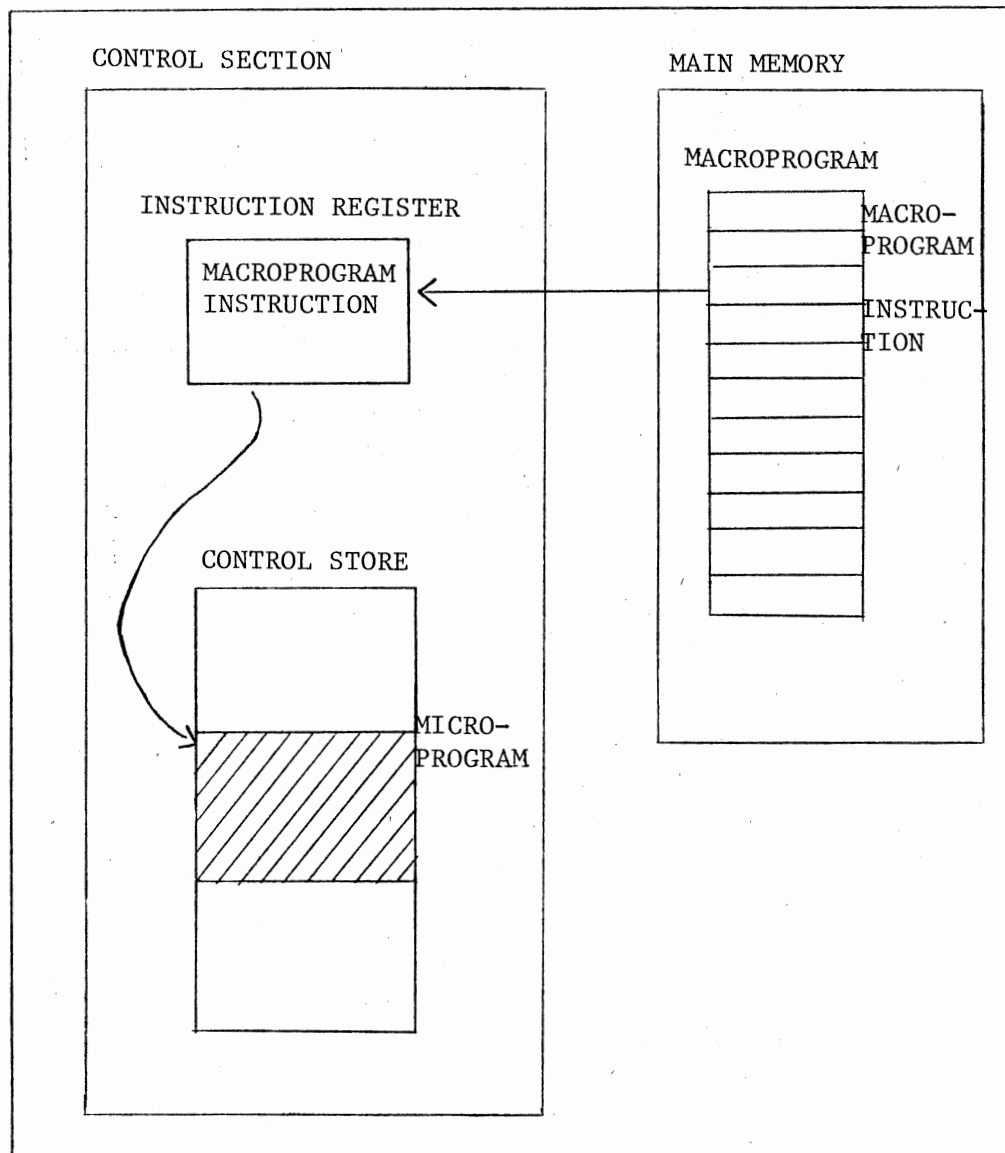 CONTROL SECTION
MAIN MEMORY
MACROPROGRAM
INSTRUCTION REGISTER
MACRO-
PROGRAM
MACROPROGRAM
INSTRUCTION
INSTRUC-
TION
CONTROL STORE
MICRO-
PROGRAM